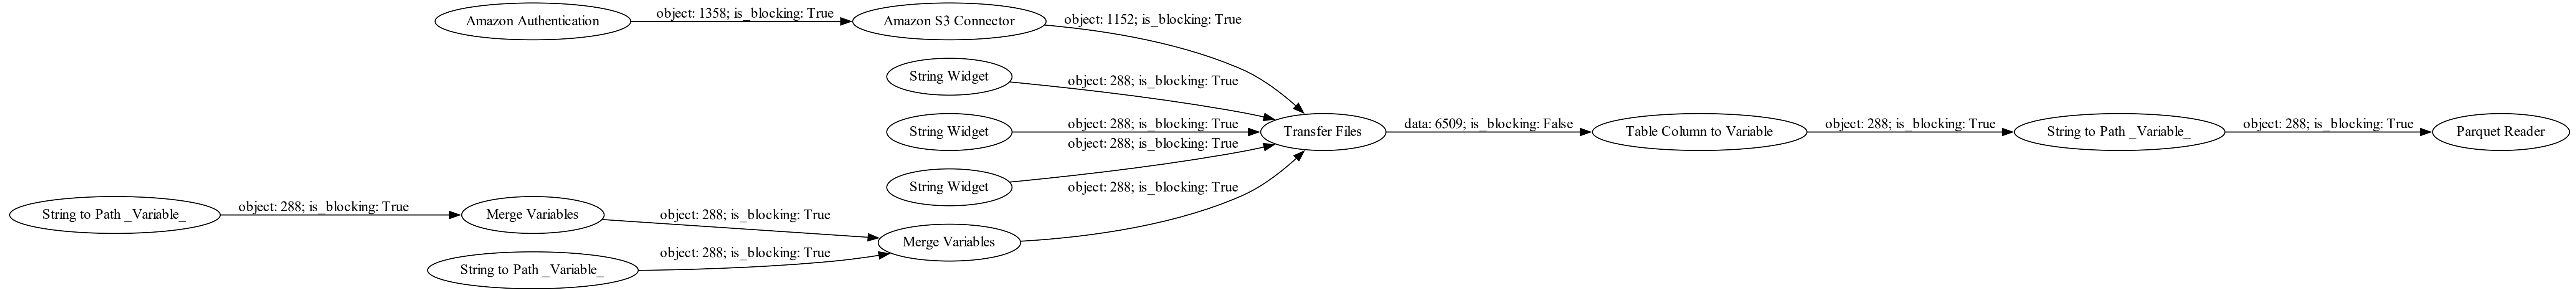 Amazon Authentication
object: 1358; is_blocking: True
Amazon S3 Connector
object: 1152; is_blocking: True
String Widget
object: 288; is_blocking: True
String Widget
object: 288; is_blocking: True
object: 288; is_blocking: True
String Widget
object: 288; is_blocking: True
Transfer Files
data: 6509; is_blocking: False
Table Column to Variable
object: 288; is_blocking: True
String to Path _Variable_
object: 288; is_blocking: True
Parquet Reader
String to Path _Variable_
object: 288; is_blocking: True
Merge Variables
object: 288; is_blocking: True
Merge Variables
String to Path _Variable_
object: 288; is_blocking: True